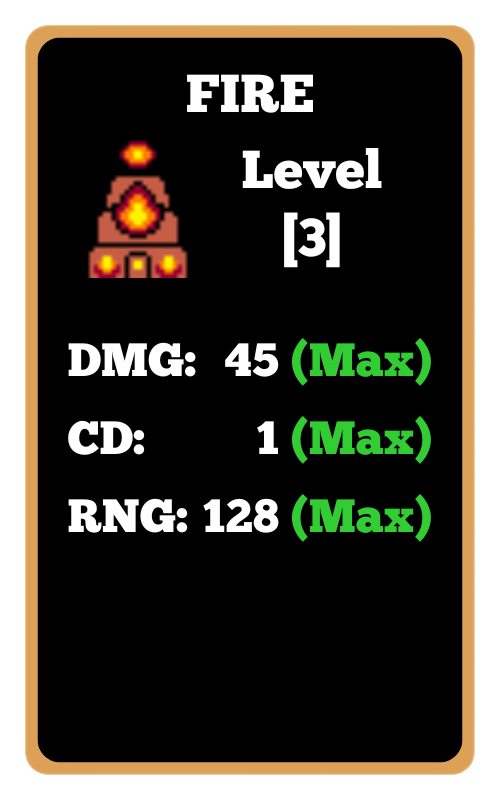 FIRE
Level
[3]
DMG: 45 (Max)
CD: 1 (Max)
RNG: 128 (Max)